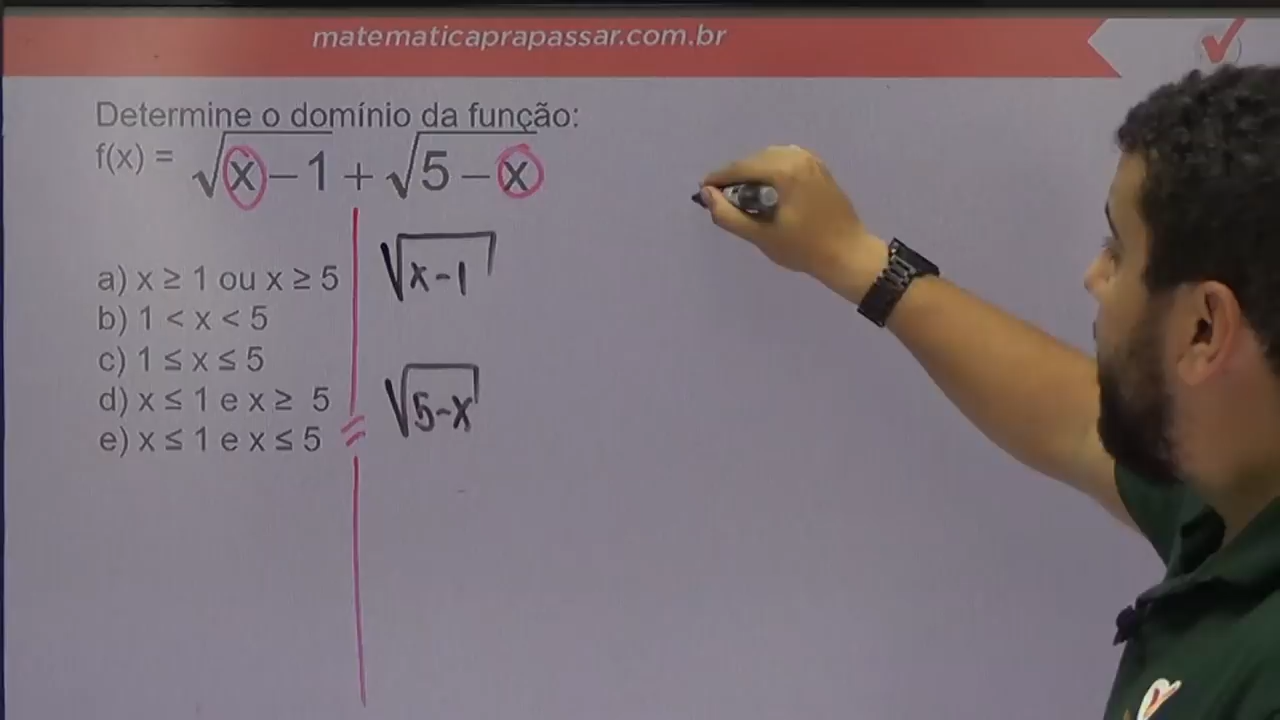 matematicaprapassar.com.br
Determine o domínio da função:
f(x) = √x – 1 + √5 – x
a) x ≥ 1 ou x ≥ 5
b) 1 < x < 5
c) 1 ≤ x ≤ 5
d) x ≤ 1 e x ≥ 5
e) x ≤ 1 e x ≤ 5
√x-1
√5-x